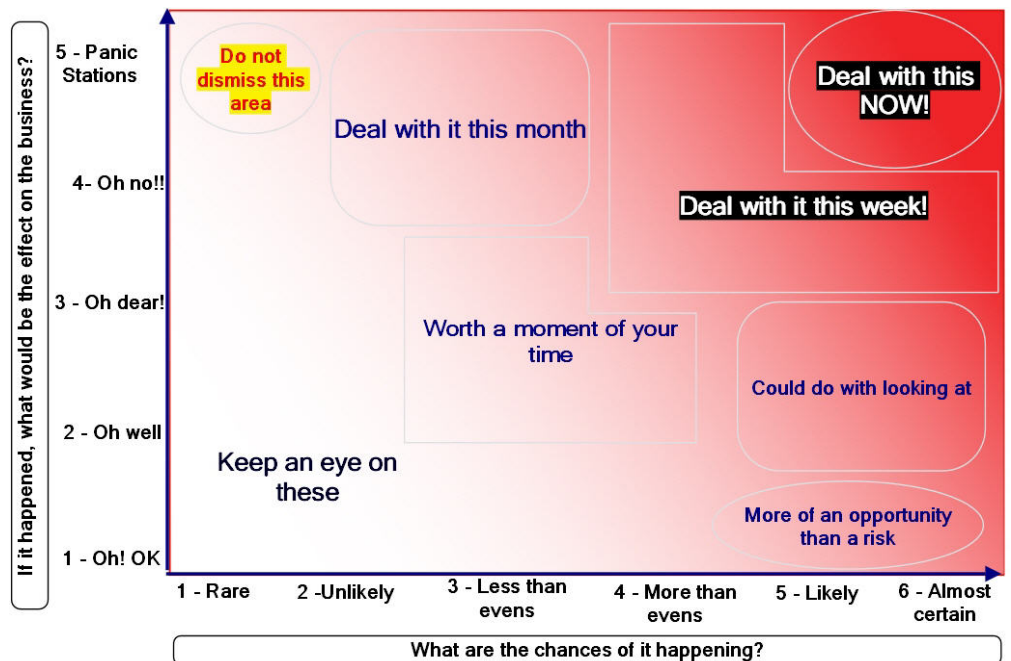 If it happened, what would be the effect on the business?
5 - Panic
Stations
4- Oh no!!
3 - Oh dear!
2 - Oh well
1 - Oh! OK
Do not
dismiss this
area
Deal with it this month
Deal with this
NOW!
Deal with it this week!
Worth a moment of your
time
Could do with looking at
Keep an eye on
these
More of an opportunity
than a risk
1 - Rare
2 -Unlikely
3 - Less than
evens
4 - More than
evens
5 - Likely
6 - Almost
certain
What are the chances of it happening?